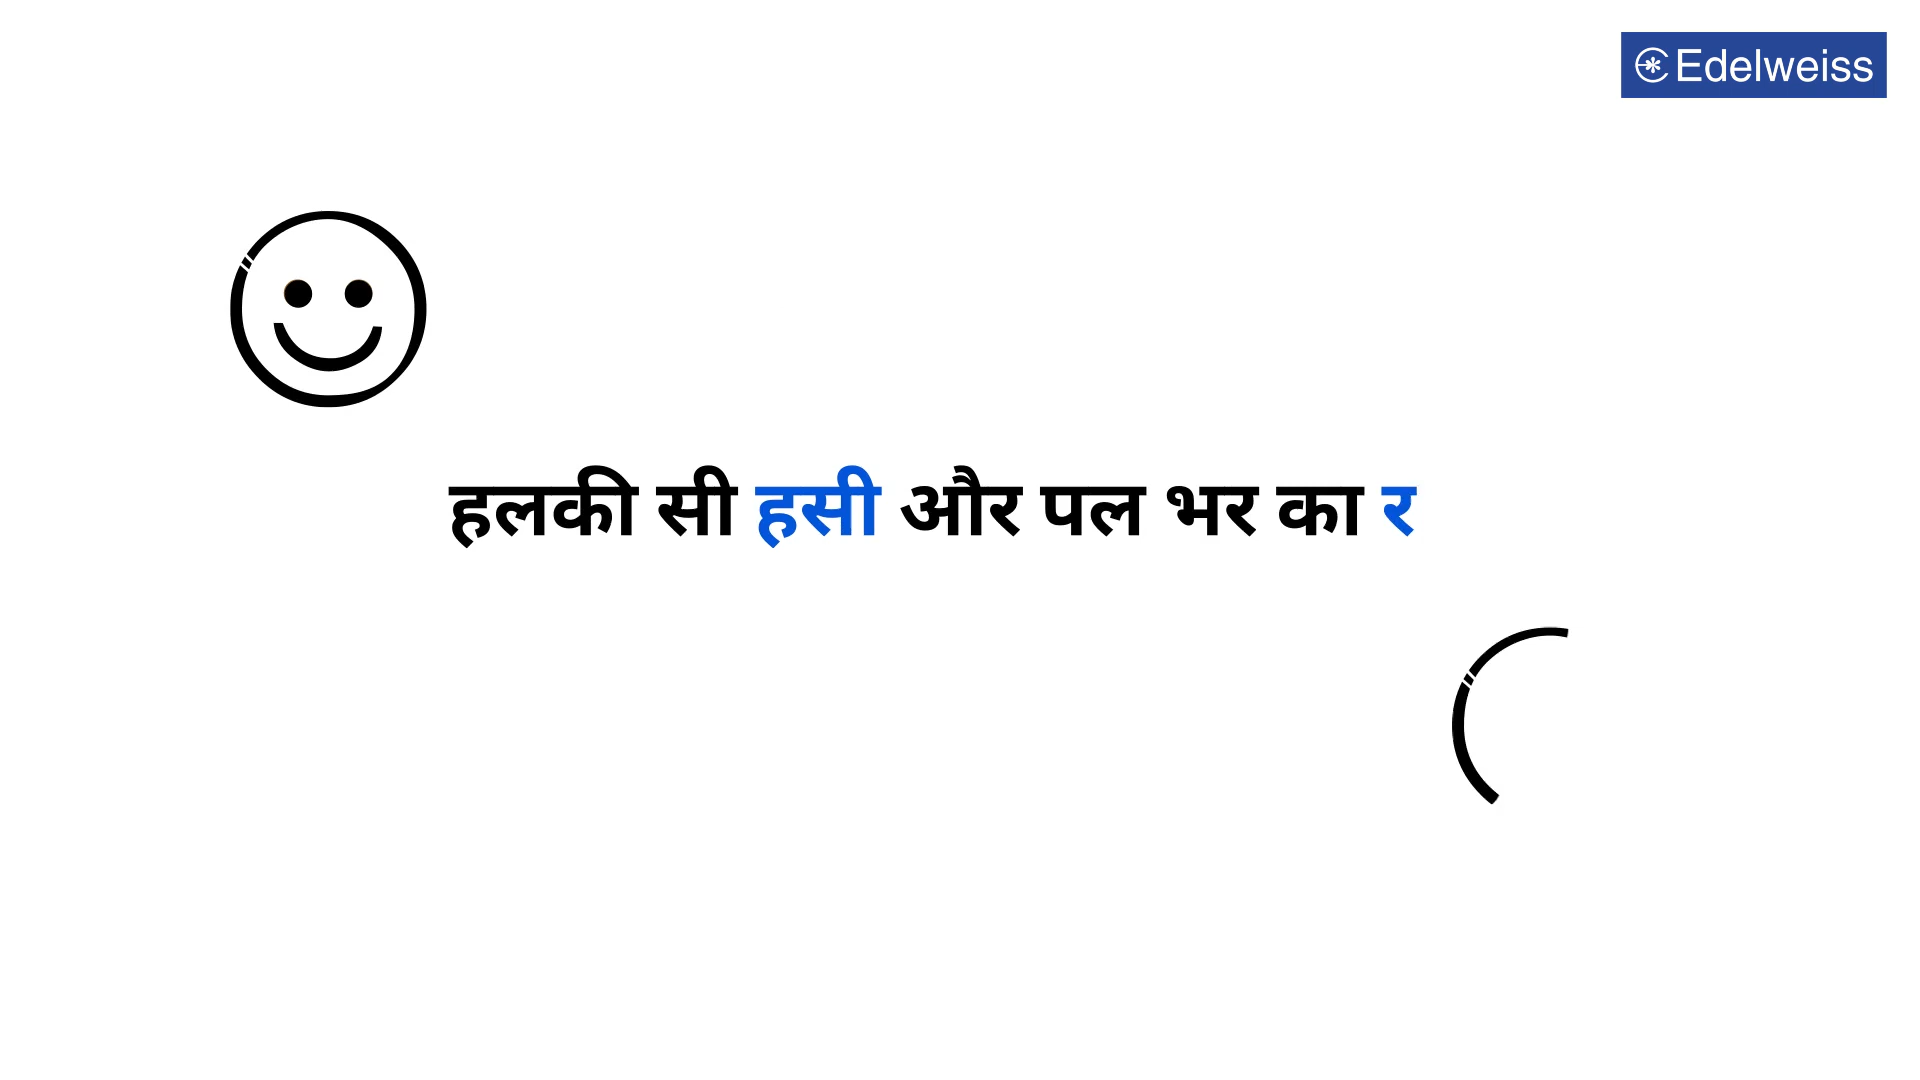 Edelweiss
हलकी सी हसी और पल भर का र